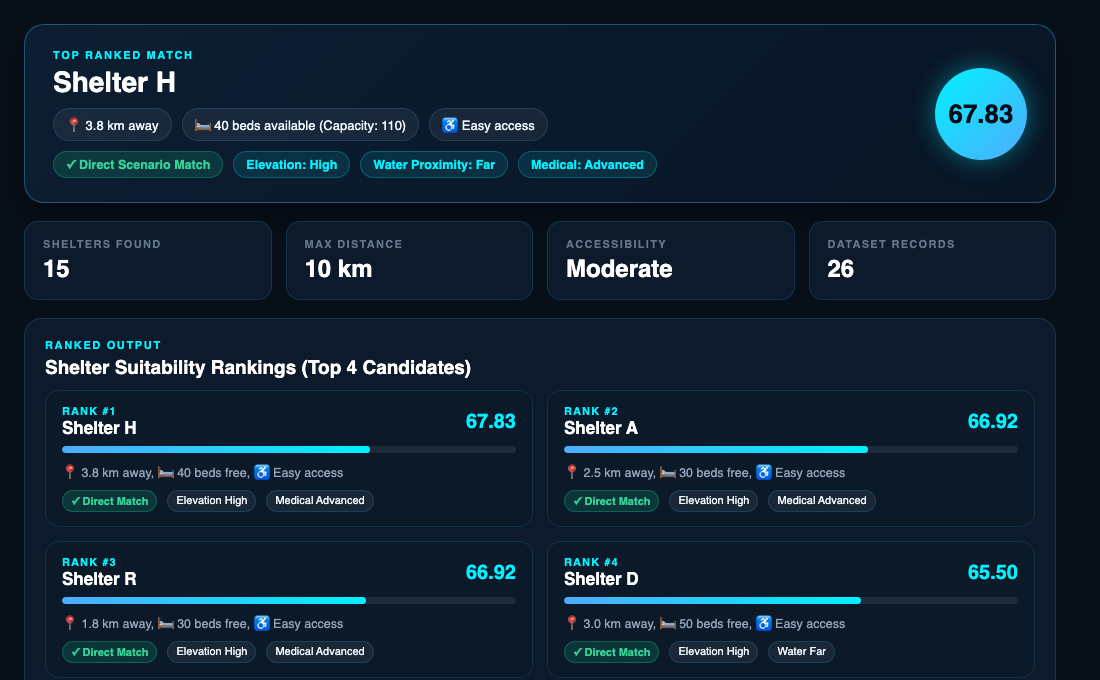 TOP RANKED MATCH
Shelter H
67.83
📍 3.8 km away
🛏️ 40 beds available (Capacity: 110)
♿ Easy access
✓ Direct Scenario Match
Elevation: High
Water Proximity: Far
Medical: Advanced
SHELTERS FOUND
15
MAX DISTANCE
10 km
ACCESSIBILITY
Moderate
DATASET RECORDS
26
RANKED OUTPUT
Shelter Suitability Rankings (Top 4 Candidates)
RANK #1
Shelter H
67.83
📍 3.8 km away, 🛏️ 40 beds free, ♿ Easy access
✓ Direct Match
Elevation High
Medical Advanced
RANK #2
Shelter A
66.92
📍 2.5 km away, 🛏️ 30 beds free, ♿ Easy access
✓ Direct Match
Elevation High
Medical Advanced
RANK #3
Shelter R
66.92
📍 1.8 km away, 🛏️ 30 beds free, ♿ Easy access
✓ Direct Match
Elevation High
Medical Advanced
RANK #4
Shelter D
65.50
📍 3.0 km away, 🛏️ 50 beds free, ♿ Easy access
✓ Direct Match
Elevation High
Water Far